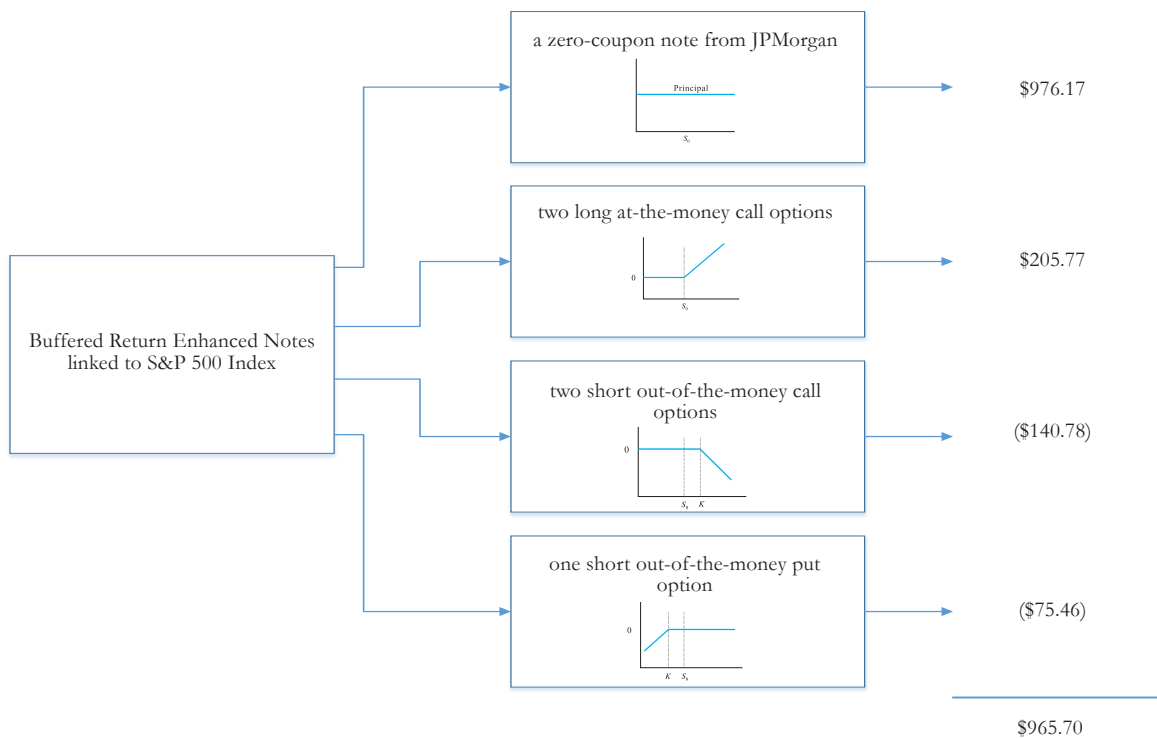 a zero-coupon note from JPMorgan
Principal
S0
$976.17
two long at-the-money call options
0
S0
$205.77
Buffered Return Enhanced Notes
linked to S&P 500 Index
two short out-of-the-money call
options
0
S0 K
($140.78)
one short out-of-the-money put
option
0
K S0
($75.46)
$965.70